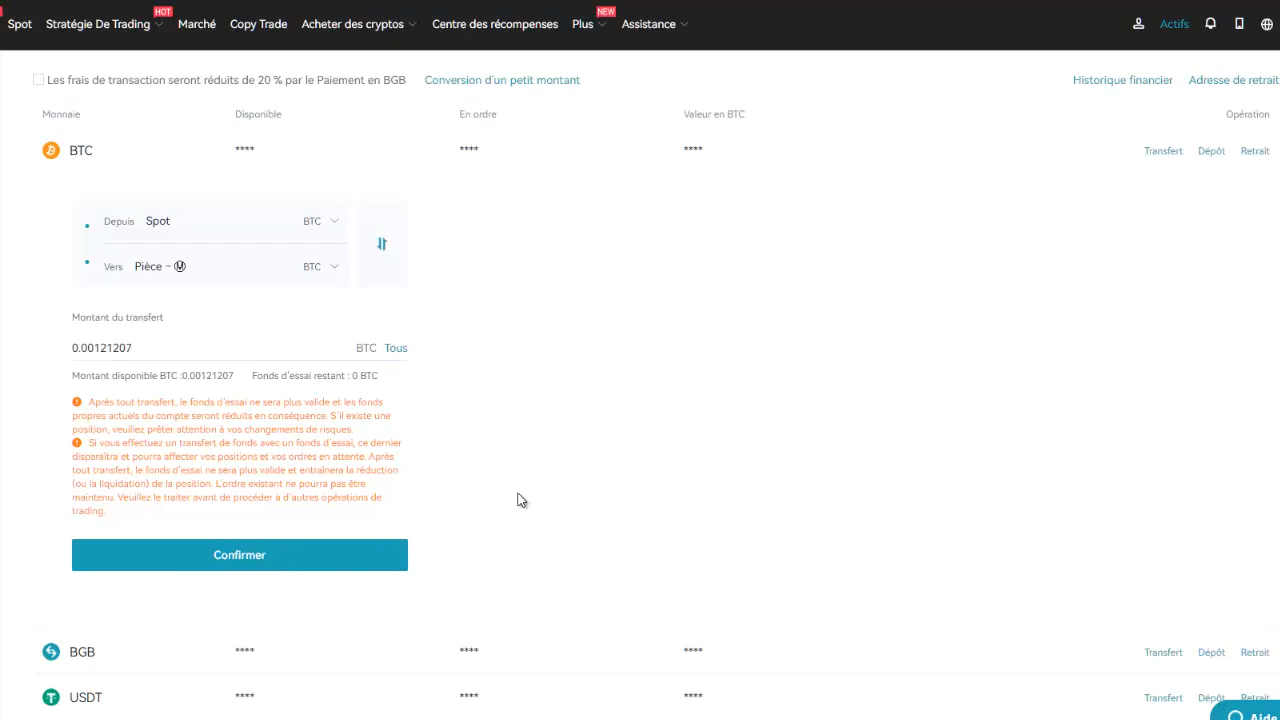 HOT NEW
Spot Stratégie De Trading Marché Copy Trade Acheter des cryptos Centre des récompenses Plus Assistance Actifs
Les frais de transaction seront réduits de 20 % par le Paiement en BGB Conversion d'un petit montant Historique financier Adresse de retrait
Monnaie Disponible En ordre Valeur en BTC Opération
BTC **** **** **** Transfert Dépôt Retrait
Depuis Spot BTC
Vers Pièce - Ⓜ BTC
Montant du transfert
0.00121207 BTC Tous
Montant disponible BTC :0.00121207 Fonds d'essai restant : 0 BTC
Après tout transfert, le fonds d'essai ne sera plus valide et les fonds
propres actuels du compte seront réduits en conséquence. S'il existe une
position, veuillez prêter attention à vos changements de risques.
Si vous effectuez un transfert de fonds avec un fonds d'essai, ce dernier
disparaîtra et pourra affecter vos positions et vos ordres en attente. Après
tout transfert, le fonds d'essai ne sera plus valide et entraînera la réduction
(ou la liquidation) de la position. L'ordre existant ne pourra pas être
maintenu. Veuillez le traiter avant de procéder à d'autres opérations de
trading.
Confirmer
BGB **** **** **** Transfert Dépôt Retrait
USDT **** **** **** Transfert Dépôt Retrait
Aide